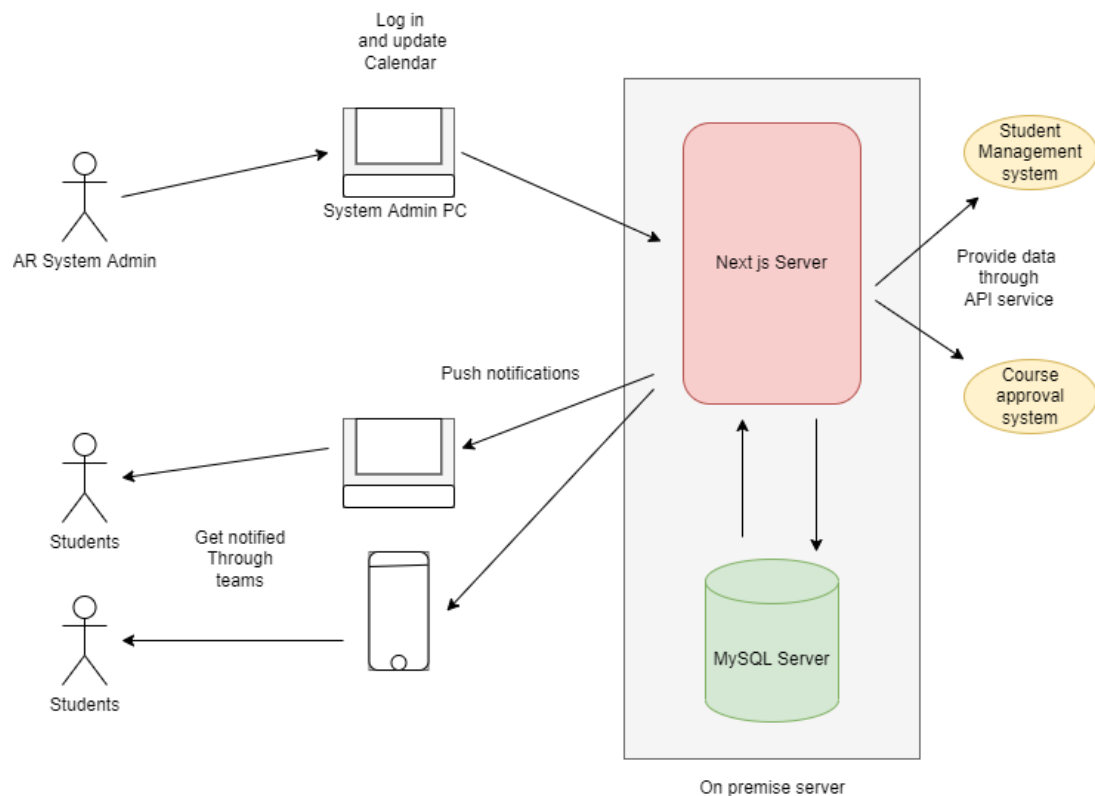 Log in
and update
Calendar
System Admin PC
AR System Admin
Next js Server
Student
Management
system
Provide data
through
API service
Course
approval
system
Push notifications
Students
Get notified
Through
teams
Students
MySQL Server
On premise server